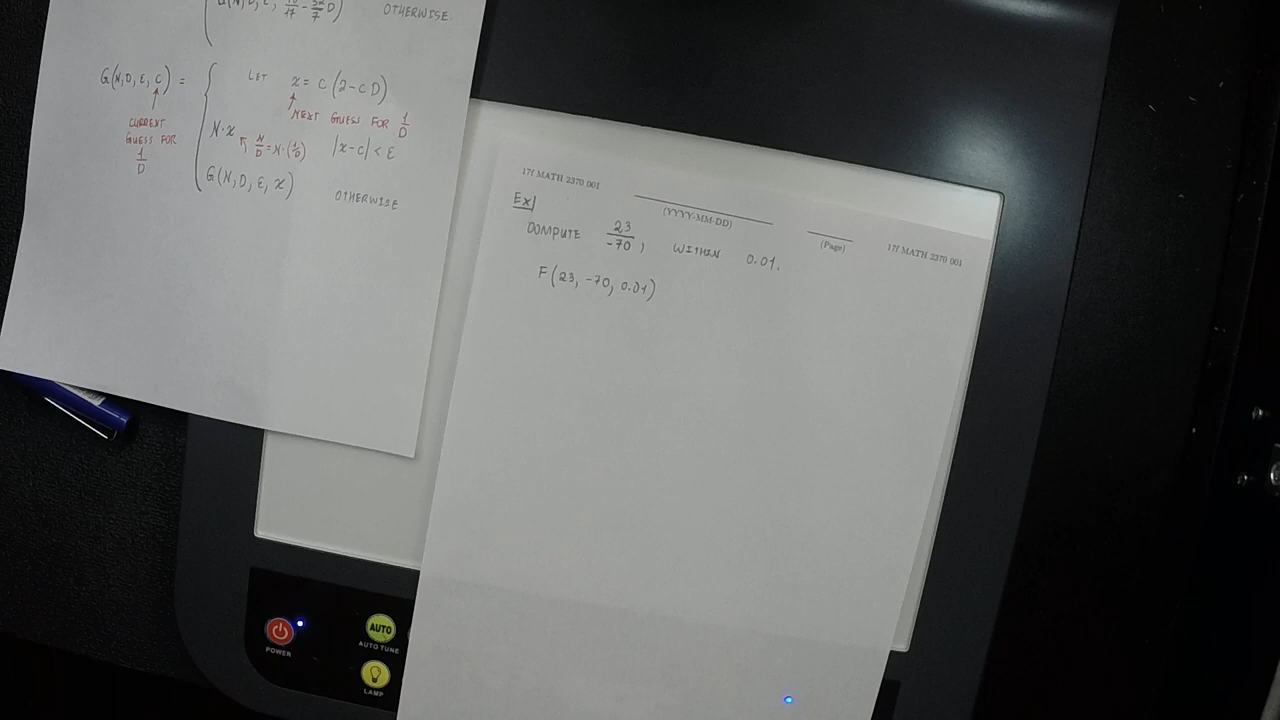 OTHERWISE.
G(N,D,ε,C) =
LET x = C(2-CD)
NEXT GUESS FOR 1/D
CURRENT GUESS FOR 1/D
N·x N/D = N·(1/D) |x-c| < ε
G(N, D, ε, x) OTHERWISE
17f MATH 2370 001
(YYYY-MM-DD)
(Page)
17f MATH 2370 001
Ex|
COMPUTE 23/-70, WITHIN 0.01.
F(23, -70, 0.01)
POWER
AUTO
AUTO TUNE
LAMP